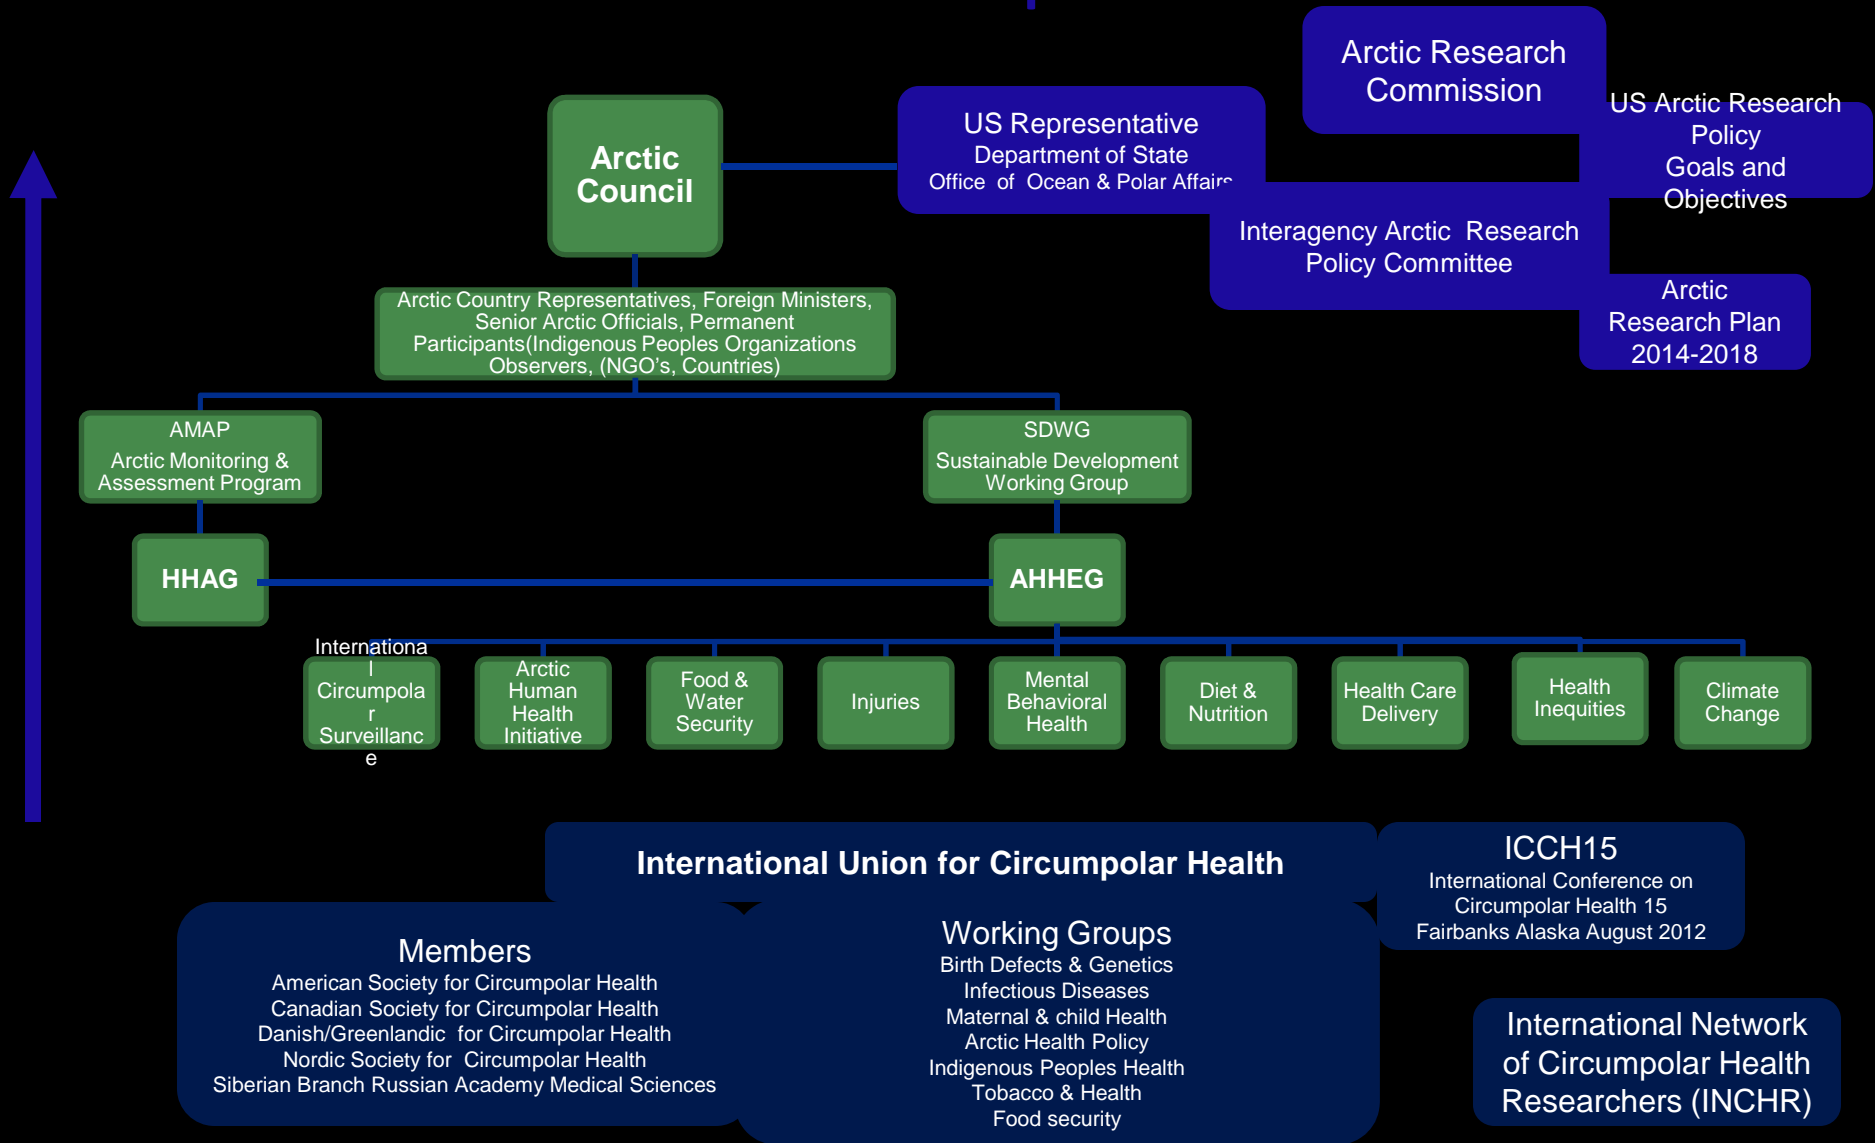 Arctic Research
Commission
US Arctic Research
Policy
Goals and
Objectives
US Representative
Department of State
Office of Ocean & Polar Affairs
Arctic
Council
Interagency Arctic Research
Policy Committee
Arctic
Research Plan
2014-2018
Arctic Country Representatives, Foreign Ministers,
Senior Arctic Officials, Permanent
Participants(Indigenous Peoples Organizations
Observers, (NGO's, Countries)
AMAP
Arctic Monitoring &
Assessment Program
SDWG
Sustainable Development
Working Group
HHAG
AHHEG
Internationa
l
Circumpola
r
Surveillanc
e
Arctic
Human
Health
Initiative
Food &
Water
Security
Injuries
Mental
Behavioral
Health
Diet &
Nutrition
Health Care
Delivery
Health
Inequities
Climate
Change
International Union for Circumpolar Health
ICCH15
International Conference on
Circumpolar Health 15
Fairbanks Alaska August 2012
Members
American Society for Circumpolar Health
Canadian Society for Circumpolar Health
Danish/Greenlandic for Circumpolar Health
Nordic Society for Circumpolar Health
Siberian Branch Russian Academy Medical Sciences
Working Groups
Birth Defects & Genetics
Infectious Diseases
Maternal & child Health
Arctic Health Policy
Indigenous Peoples Health
Tobacco & Health
Food security
International Network
of Circumpolar Health
Researchers (INCHR)